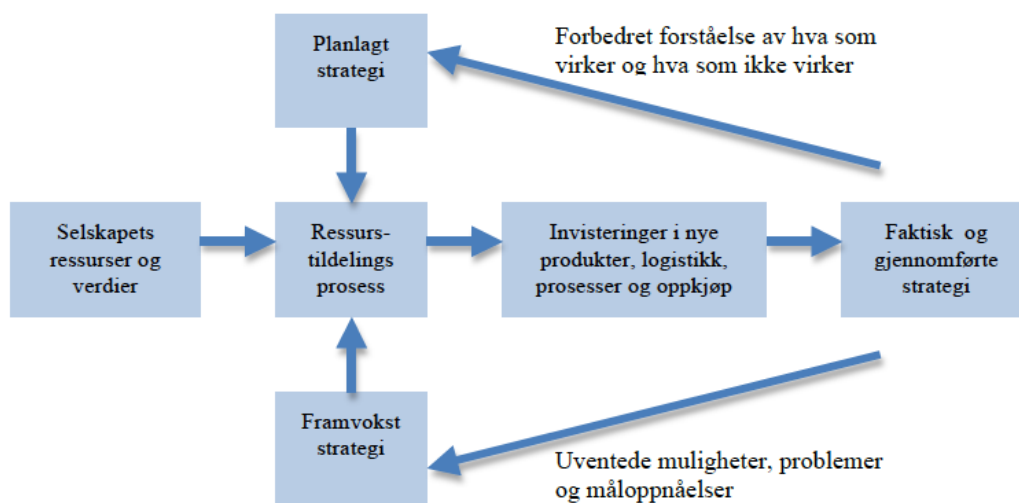 Planlagt
strategi
Forbedret forståelse av hva som
virker og hva som ikke virker
Selskapets
ressurser og
verdier
Ressurs-
tildelings
prosess
Invisteringer i nye
produkter, logistikk,
prosesser og oppkjøp
Faktisk og
gjennomførte
strategi
Framvokst
strategi
Uventede muligheter, problemer
og måloppnåelser